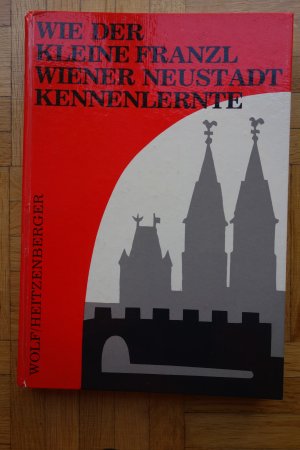 WIE DER
KLEINE FRANZL
WIENER NEUSTADT
KENNENLERNTE
WOLF/HEITZENBERGER